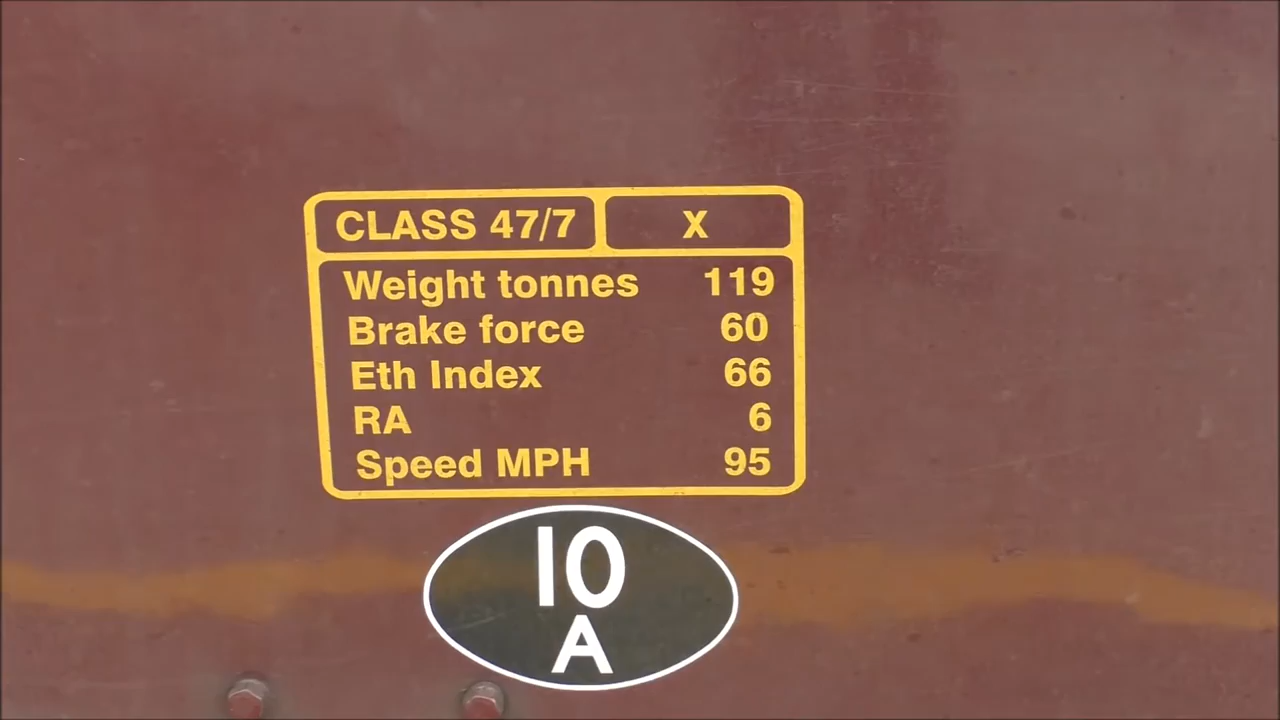 CLASS 47/7 X
Weight tonnes 119
Brake force 60
Eth Index 66
RA 6
Speed MPH 95
10
A